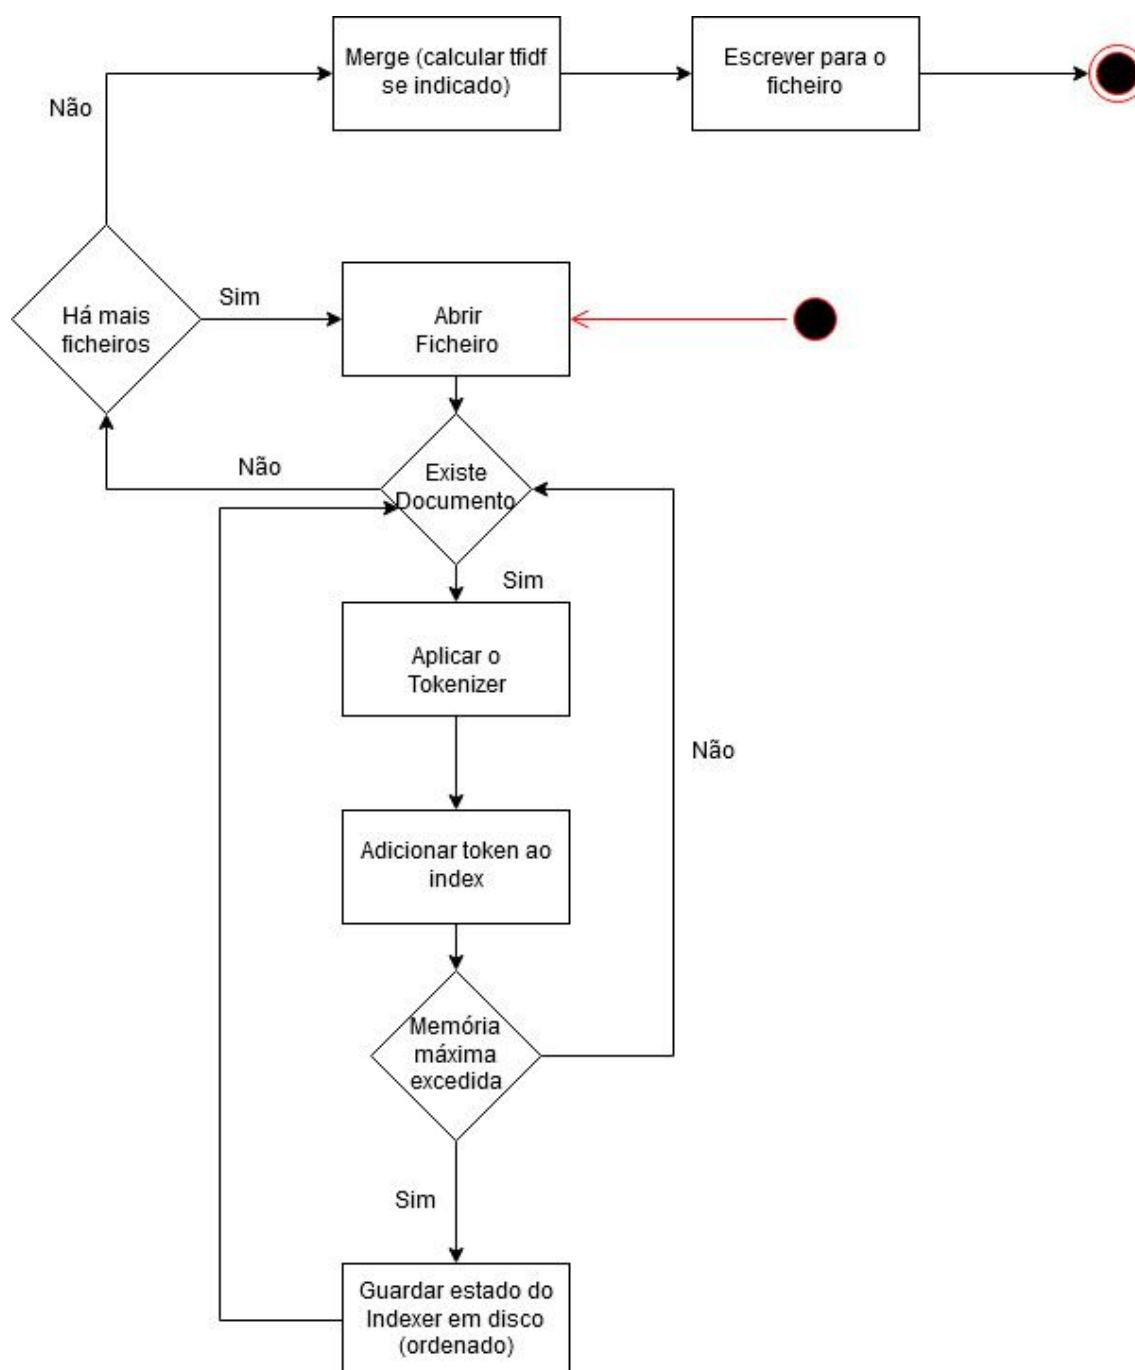 Merge (calcular tfidf
se indicado)
Escrever para o
ficheiro
Não
Há mais
ficheiros
Sim
Abrir
Ficheiro
Não
Existe
Documento
Sim
Aplicar o
Tokenizer
Não
Adicionar token ao
index
Memória
máxima
excedida
Sim
Guardar estado do
Indexer em disco
(ordenado)